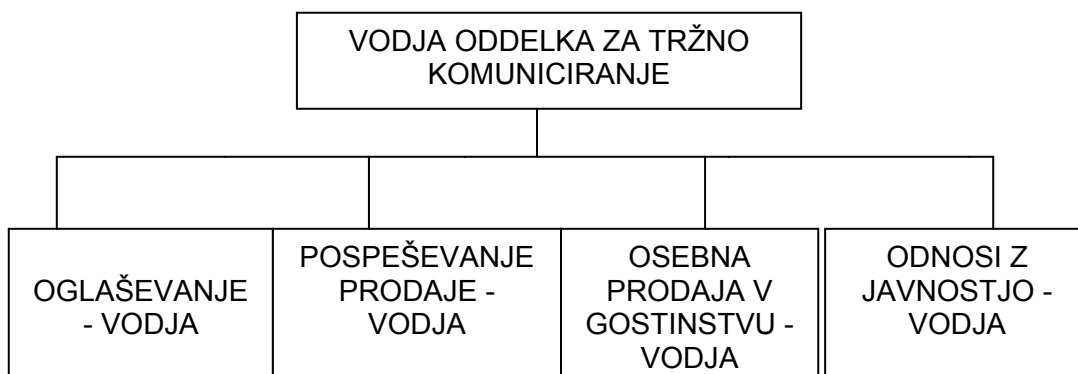 VODJA ODDELKA ZA TRŽNO
KOMUNICIRANJE
OGLAŠEVANJE
- VODJA
POSPEŠEVANJE
PRODAJE -
VODJA
OSEBNA
PRODAJA V
GOSTINSTVU -
VODJA
ODNOSI Z
JAVNOSTJO -
VODJA